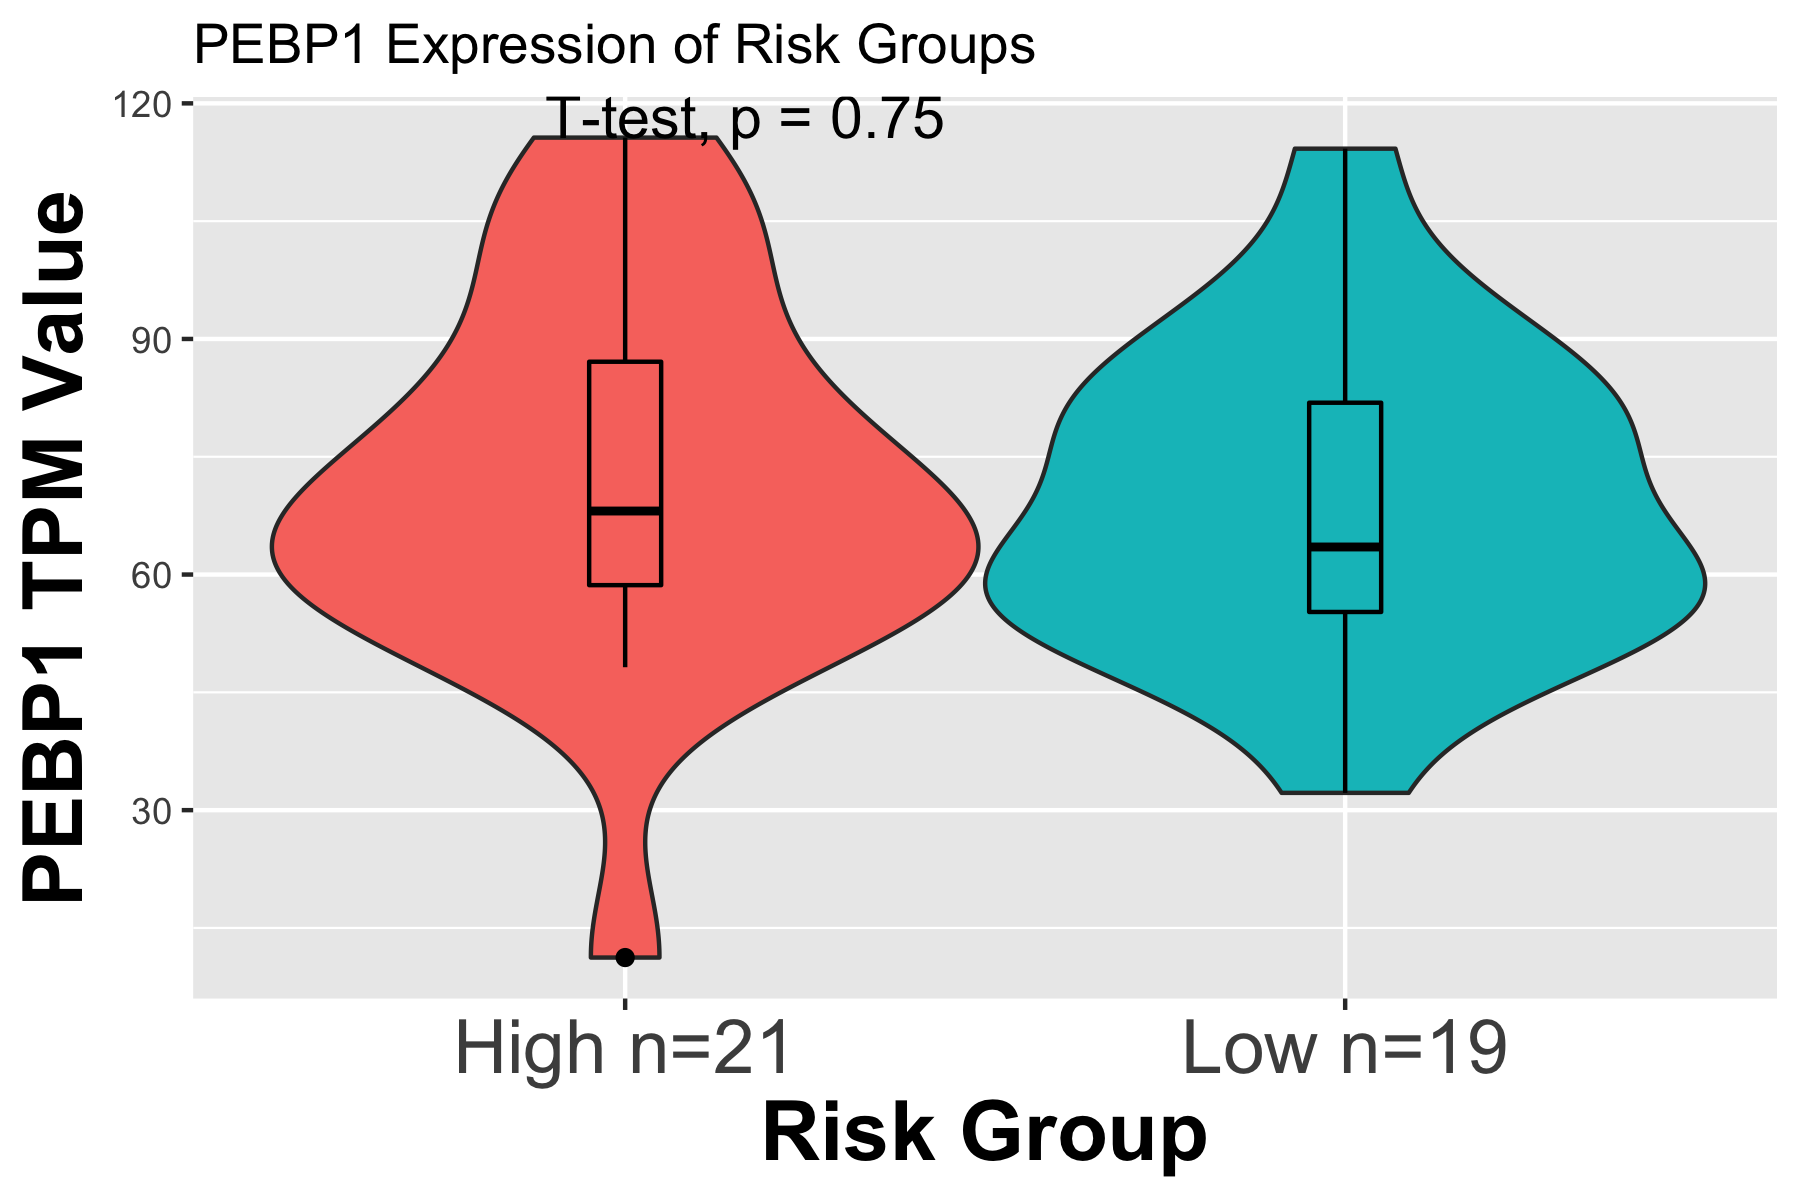 PEBP1 Expression of Risk Groups
T-test, p = 0.75
120
90
60
30
PEBP1 TPM Value
High n=21
Low n=19
Risk Group